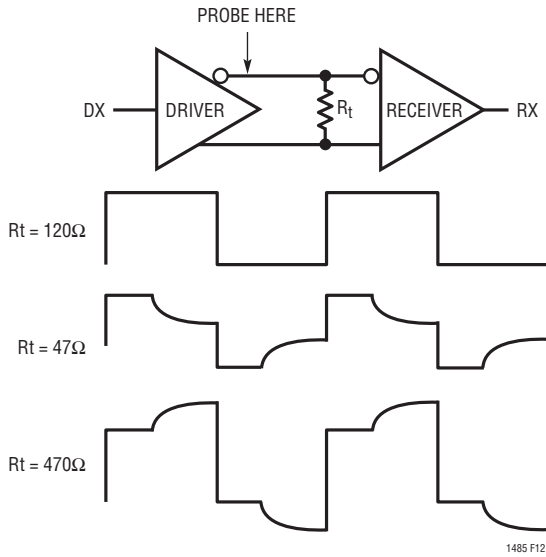 PROBE HERE
DX
DRIVER
Rt
RECEIVER
RX
Rt = 120Ω
Rt = 47Ω
Rt = 470Ω
1485 F12